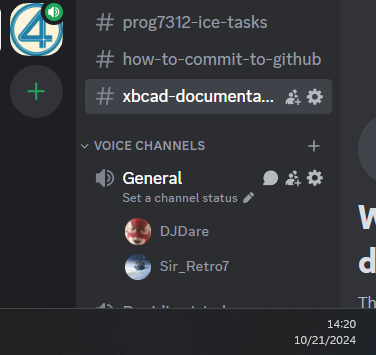 4
prog7312-ice-tasks
how-to-commit-to-github
xbcad-documenta...
VOICE CHANNELS
General
Set a channel status
DJDare
Sir_Retro7
W
d
Th
14:20
10/21/2024